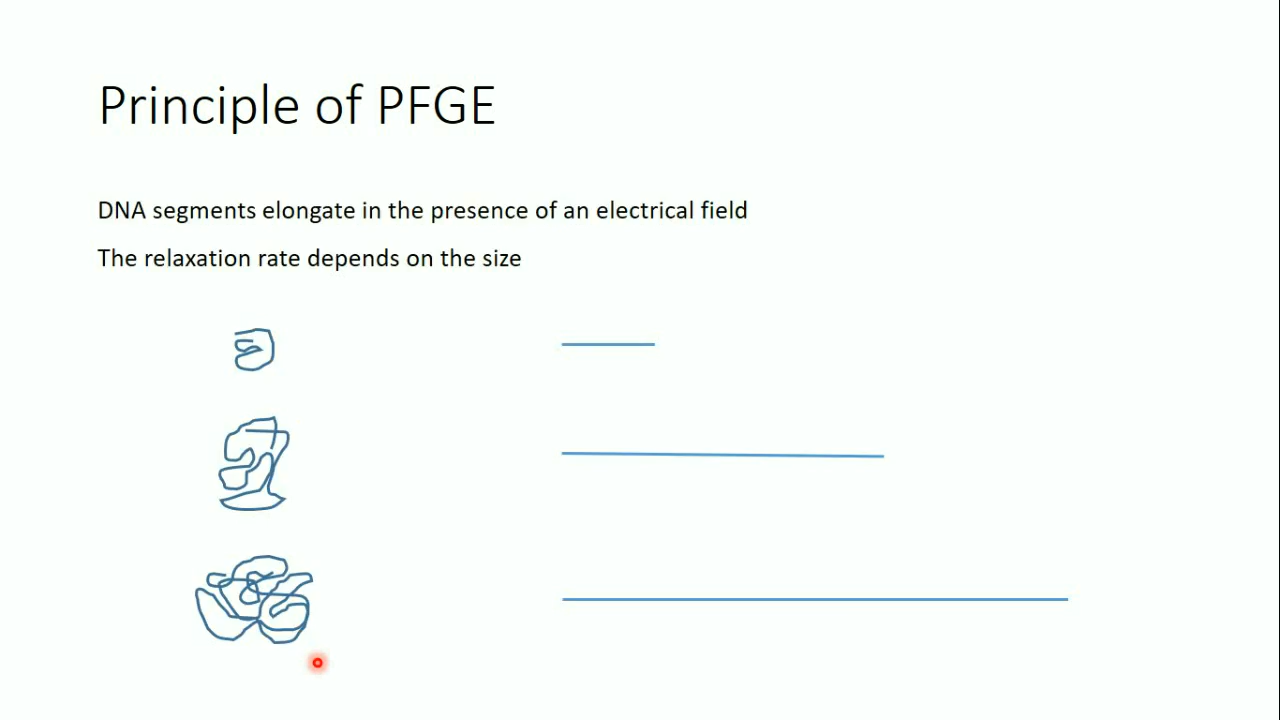 Principle of PFGE
DNA segments elongate in the presence of an electrical field
The relaxation rate depends on the size